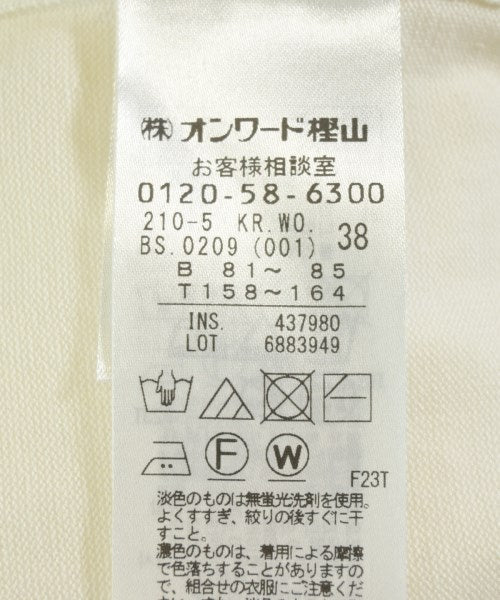 ㈱オンワード樫山
お客様相談室
0120-58-6300
210-5 KR.WO.
BS.0209 (001) 38
B 81～ 85
T 158～164
INS. 437980
LOT 6883949
F
W
F23T
淡色のものは無蛍光洗剤を使用。
よくすすぎ、絞りの後すぐに干
すこと。
濃色のものは、着用による摩擦
で色落ちすることがありますの
で、組合せの衣服にご注意くだ